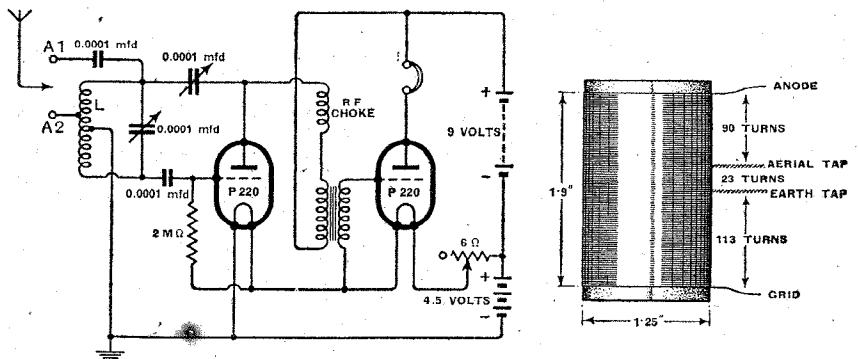 A1
0.0001 mfd
0.0001 mfd
A2
L
0.0001 mfd
0.0001 mfd
P 220
2 MΩ
R F
CHOKE
P 220
6 Ω
+
9 VOLTS
-
+
4.5 VOLTS
-
ANODE
90 TURNS
AERIAL TAP
23 TURNS
EARTH TAP
113 TURNS
GRID
1·9"
1·25"